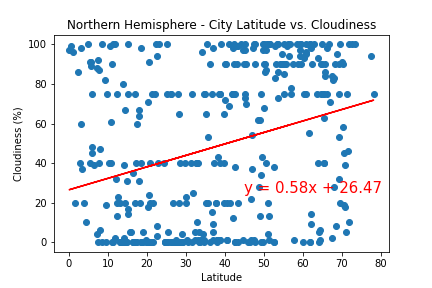 Northern Hemisphere - City Latitude vs. Cloudiness
100
80
60
40
20
0
Cloudiness (%)
y = 0.58x + 26.47
0 10 20 30 40 50 60 70 80
Latitude